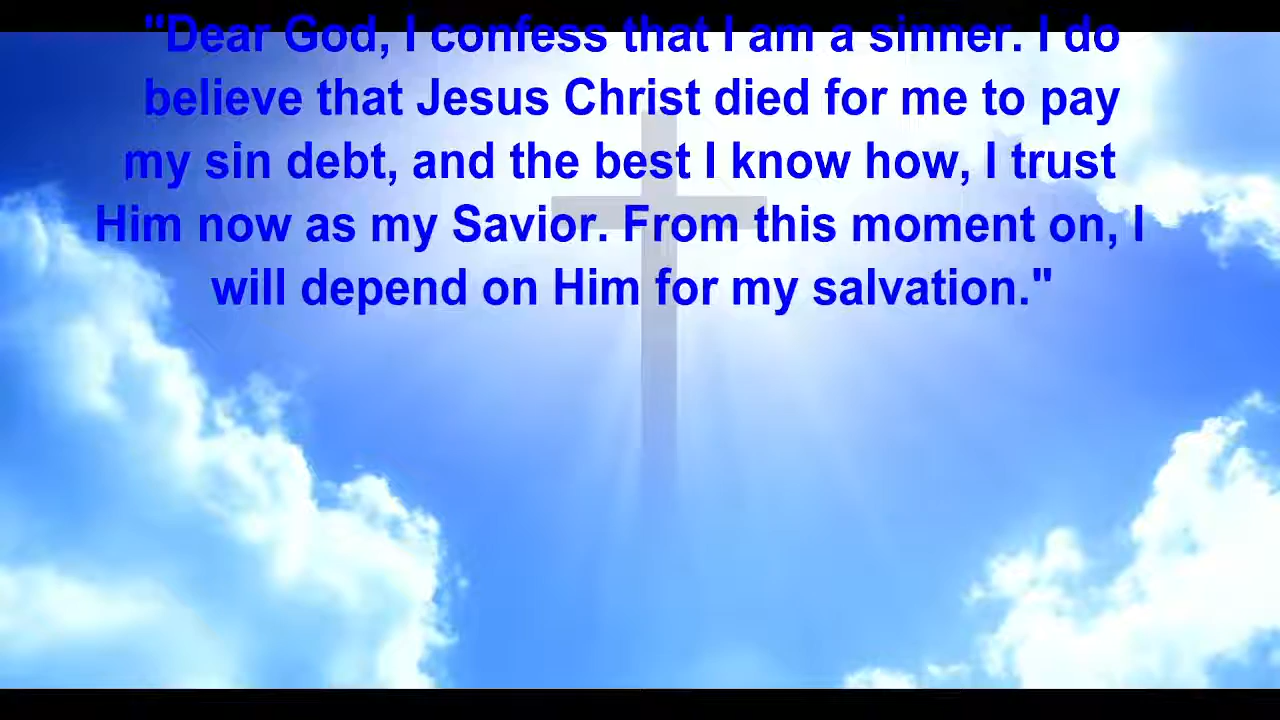 "Dear God, I confess that I am a sinner. I do
believe that Jesus Christ died for me to pay
my sin debt, and the best I know how, I trust
Him now as my Savior. From this moment on, I
will depend on Him for my salvation."